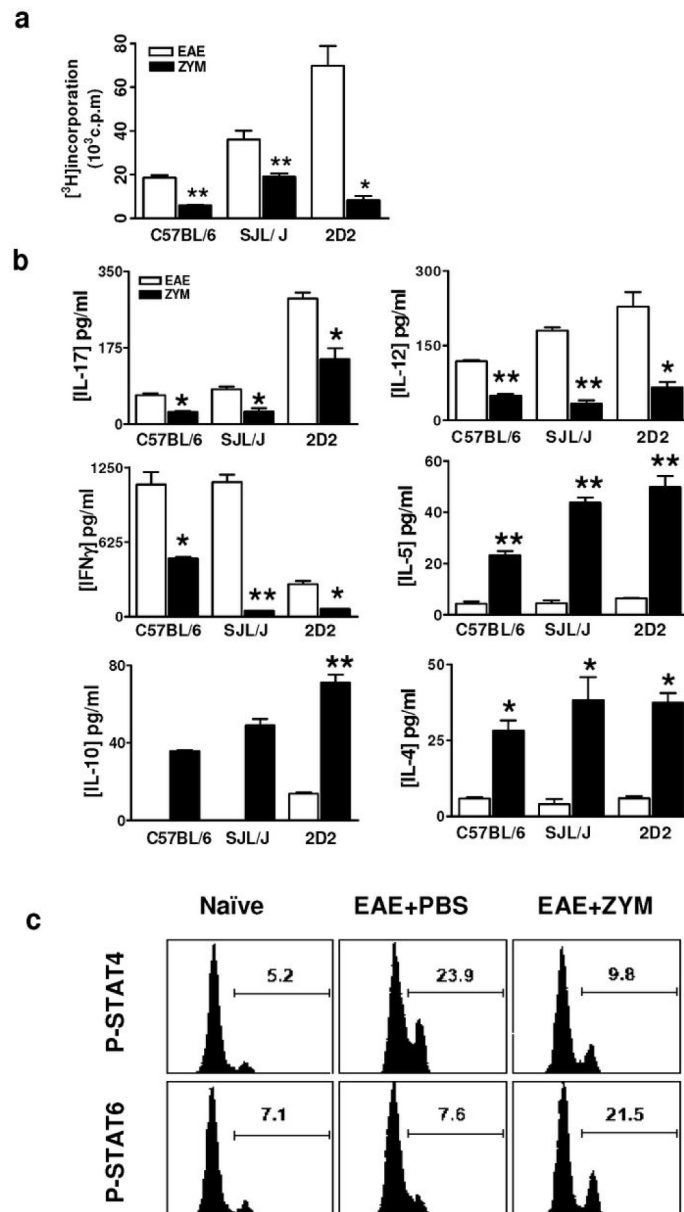 a
[³H]incorporation
(10³c.p.m)
80
60
40
20
0
EAE
ZYM
**
**
*
C57BL/6 SJL/ J 2D2
b
[IL-17] pg/ml
350
175
0
EAE
ZYM
*
*
*
C57BL/6 SJL/J 2D2
[IL-12] pg/ml
300
150
0
**
**
*
C57BL/6 SJL/J 2D2
[IFNγ] pg/ml
1250
625
0
*
**
*
C57BL/6 SJL/J 2D2
[IL-5] pg/ml
60
40
20
0
**
**
**
C57BL/6 SJL/J 2D2
[IL-10] pg/ml
80
40
0
**
C57BL/6 SJL/J 2D2
[IL-4] pg/ml
50
25
0
*
*
*
C57BL/6 SJL/J 2D2
c
Naïve EAE+PBS EAE+ZYM
P-STAT4
5.2 23.9 9.8
P-STAT6
7.1 7.6 21.5